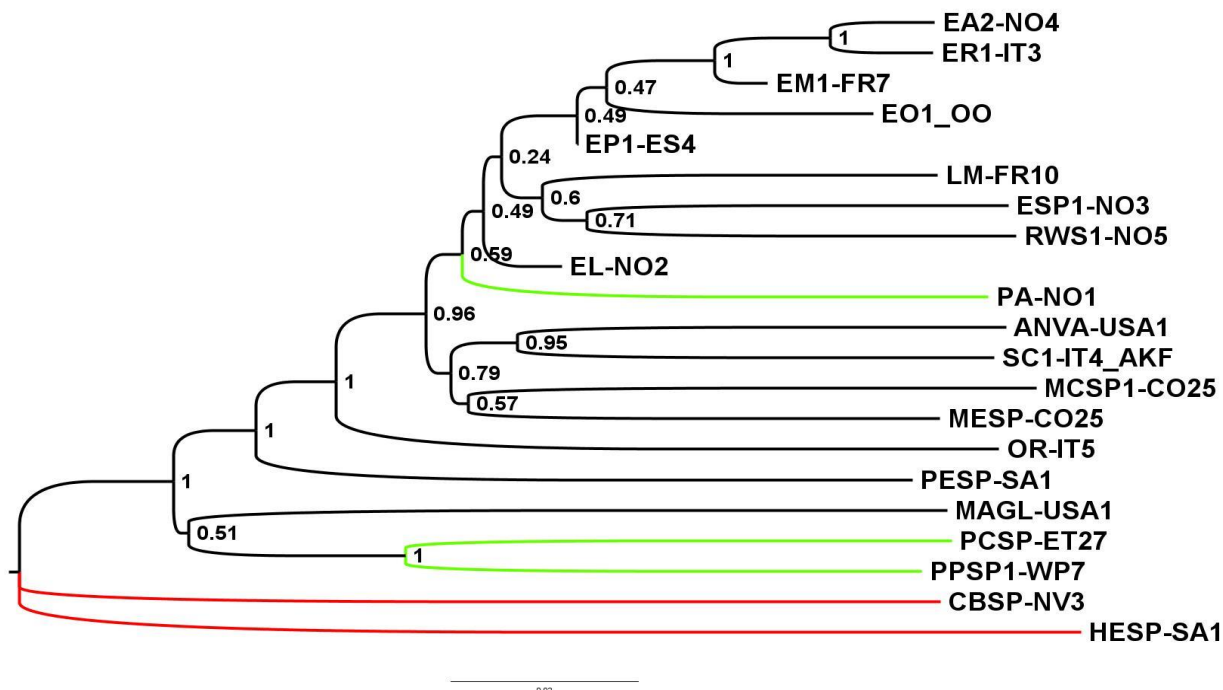 EA2-NO4
1
ER1-IT3
1
EM1-FR7
0.47
EO1_OO
0.49
EP1-ES4
0.24
LM-FR10
0.6
ESP1-NO3
0.49
0.71
RWS1-NO5
0.59
EL-NO2
PA-NO1
0.96
ANVA-USA1
0.95
SC1-IT4_AKF
0.79
1
MCSP1-CO25
0.57
MESP-CO25
1
OR-IT5
PESP-SA1
1
MAGL-USA1
0.51
PCSP-ET27
1
PPSP1-WP7
CBSP-NV3
HESP-SA1